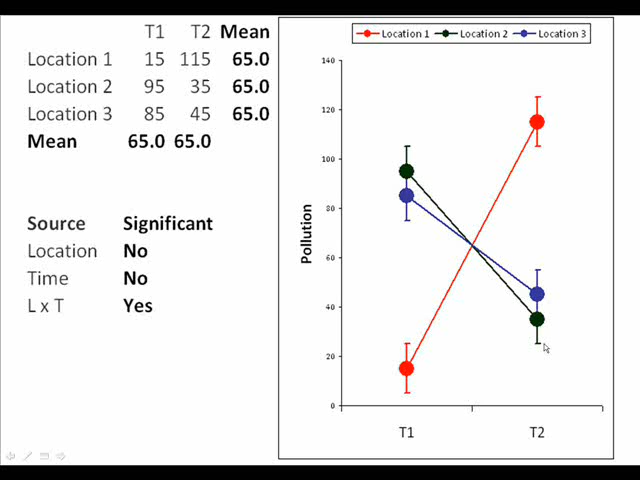 T1 T2 Mean
Location 1 15 115 65.0
Location 2 95 35 65.0
Location 3 85 45 65.0
Mean 65.0 65.0
Source Significant
Location No
Time No
L x T Yes
Location 1 Location 2 Location 3
140
120
100
80
60
40
20
0
Pollution
T1 T2